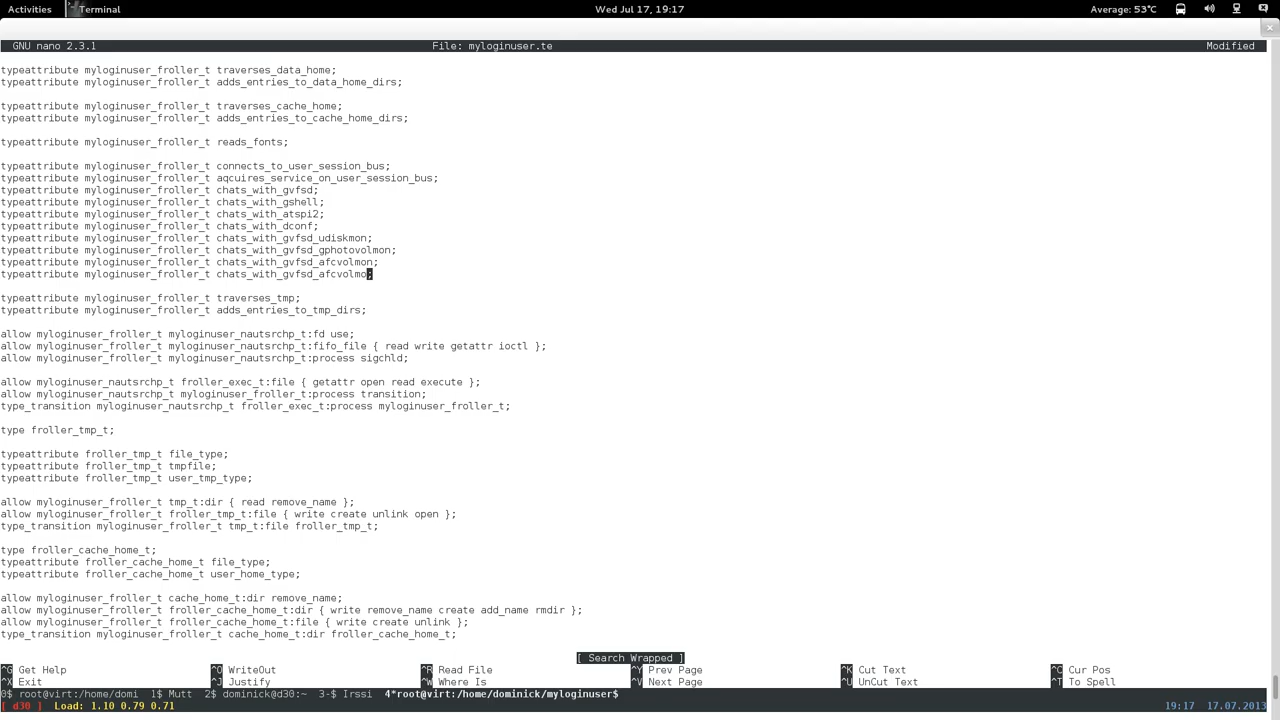 Activities Terminal Wed Jul 17, 19:17 Average: 53°C
GNU nano 2.3.1 File: myloginuser.te Modified
typeattribute myloginuser_froller_t traverses_data_home;
typeattribute myloginuser_froller_t adds_entries_to_data_home_dirs;
typeattribute myloginuser_froller_t traverses_cache_home;
typeattribute myloginuser_froller_t adds_entries_to_cache_home_dirs;
typeattribute myloginuser_froller_t reads_fonts;
typeattribute myloginuser_froller_t connects_to_user_session_bus;
typeattribute myloginuser_froller_t aqcuires_service_on_user_session_bus;
typeattribute myloginuser_froller_t chats_with_gvfsd;
typeattribute myloginuser_froller_t chats_with_gshell;
typeattribute myloginuser_froller_t chats_with_atspi2;
typeattribute myloginuser_froller_t chats_with_dconf;
typeattribute myloginuser_froller_t chats_with_gvfsd_udiskmon;
typeattribute myloginuser_froller_t chats_with_gvfsd_gphotovolmon;
typeattribute myloginuser_froller_t chats_with_gvfsd_afcvolmon;
typeattribute myloginuser_froller_t chats_with_gvfsd_afcvolmo;
typeattribute myloginuser_froller_t traverses_tmp;
typeattribute myloginuser_froller_t adds_entries_to_tmp_dirs;
allow myloginuser_froller_t myloginuser_nautsrchp_t:fd use;
allow myloginuser_froller_t myloginuser_nautsrchp_t:fifo_file { read write getattr ioctl };
allow myloginuser_froller_t myloginuser_nautsrchp_t:process sigchld;
allow myloginuser_nautsrchp_t froller_exec_t:file { getattr open read execute };
allow myloginuser_nautsrchp_t myloginuser_froller_t:process transition;
type_transition myloginuser_nautsrchp_t froller_exec_t:process myloginuser_froller_t;
type froller_tmp_t;
typeattribute froller_tmp_t file_type;
typeattribute froller_tmp_t tmpfile;
typeattribute froller_tmp_t user_tmp_type;
allow myloginuser_froller_t tmp_t:dir { read remove_name };
allow myloginuser_froller_t froller_tmp_t:file { write create unlink open };
type_transition myloginuser_froller_t tmp_t:file froller_tmp_t;
type froller_cache_home_t;
typeattribute froller_cache_home_t file_type;
typeattribute froller_cache_home_t user_home_type;
allow myloginuser_froller_t cache_home_t:dir remove_name;
allow myloginuser_froller_t froller_cache_home_t:dir { write remove_name create add_name rmdir };
allow myloginuser_froller_t froller_cache_home_t:file { write create unlink };
type_transition myloginuser_froller_t cache_home_t:dir froller_cache_home_t;
[ Search Wrapped ]
^G Get Help ^O WriteOut ^R Read File ^Y Prev Page ^K Cut Text ^C Cur Pos
^X Exit ^J Justify ^W Where Is ^V Next Page ^U UnCut Text ^T To Spell
0$ root@virt:/home/domi 1$ Mutt 2$ dominick@d30:~ 3-$ Irssi 4*root@virt:/home/dominick/myloginuser$
[ d30 ] Load: 1.10 0.79 0.71 19:17 17.07.2013